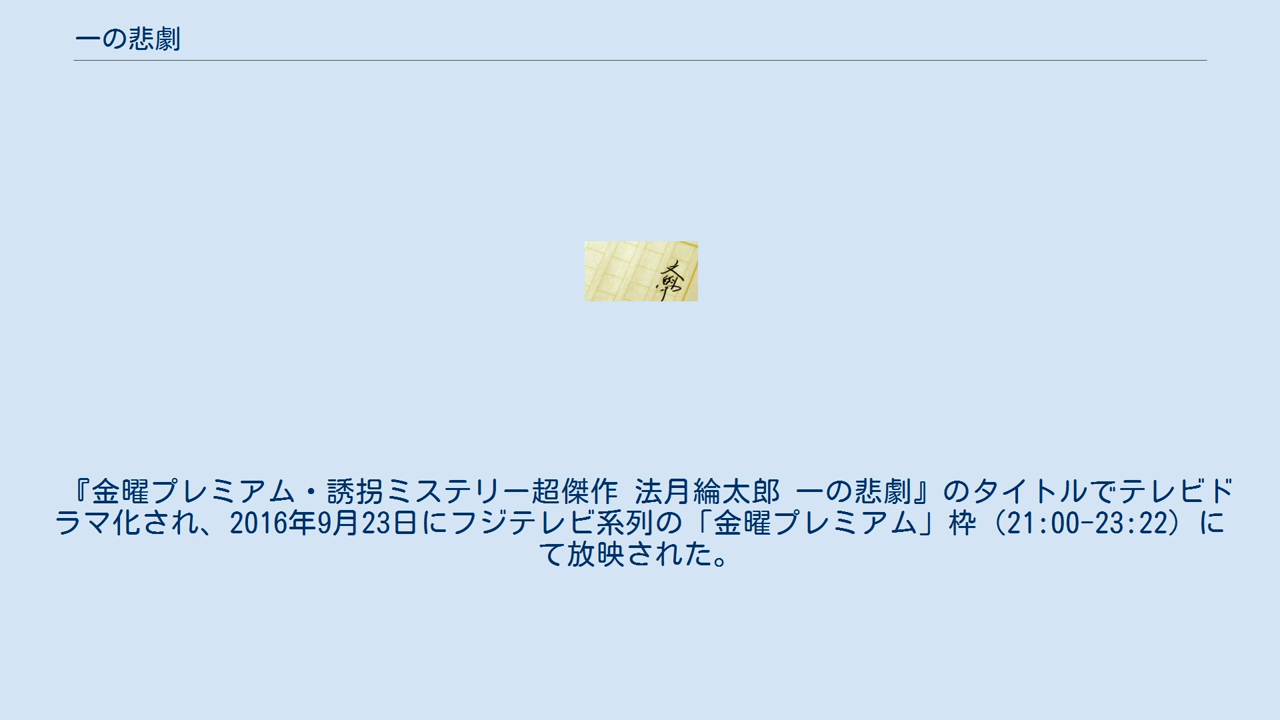 一の悲劇
『金曜プレミアム・誘拐ミステリー超傑作 法月綸太郎 一の悲劇』のタイトルでテレビド
ラマ化され、2016年9月23日にフジテレビ系列の「金曜プレミアム」枠（21:00-23:22）に
て放映された。